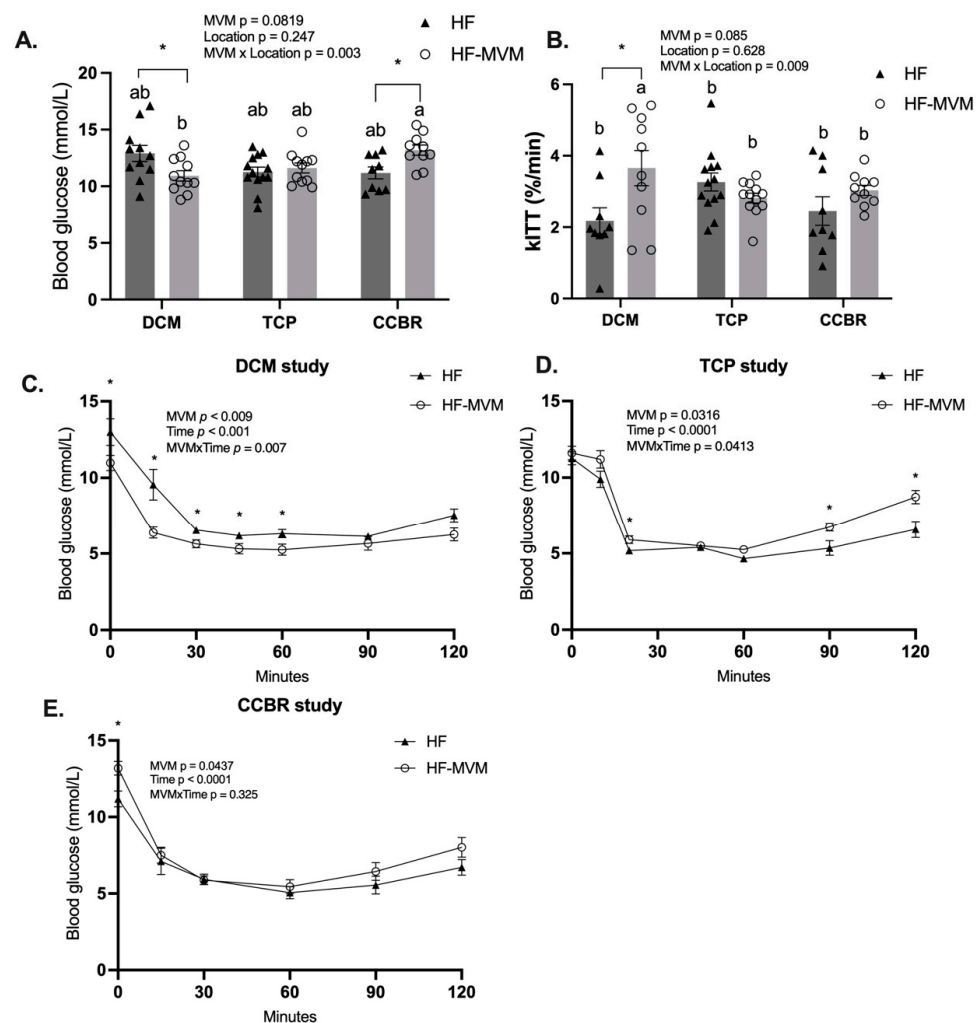 A.
MVM p = 0.0819
Location p = 0.247
MVM x Location p = 0.003
HF
HF-MVM
*
*
ab
b
ab
ab
ab
a
Blood glucose (mmol/L)
20
15
10
5
0
DCM
TCP
CCBR
B.
MVM p = 0.085
Location p = 0.628
MVM x Location p = 0.009
HF
HF-MVM
*
b
a
b
b
b
b
kITT (%/min)
6
4
2
0
DCM
TCP
CCBR
C.
DCM study
HF
HF-MVM
MVM p < 0.009
Time p < 0.001
MVMxTime p = 0.007
*
*
*
*
*
Blood glucose (mmol/L)
15
10
5
0
0
30
60
90
120
Minutes
D.
TCP study
HF
HF-MVM
MVM p = 0.0316
Time p < 0.0001
MVMxTime p = 0.0413
*
*
*
Blood glucose (mmol/L)
15
10
5
0
0
30
60
90
120
Minutes
E.
CCBR study
HF
HF-MVM
*
MVM p = 0.0437
Time p < 0.0001
MVMxTime p = 0.325
Blood glucose (mmol/L)
15
10
5
0
0
30
60
90
120
Minutes